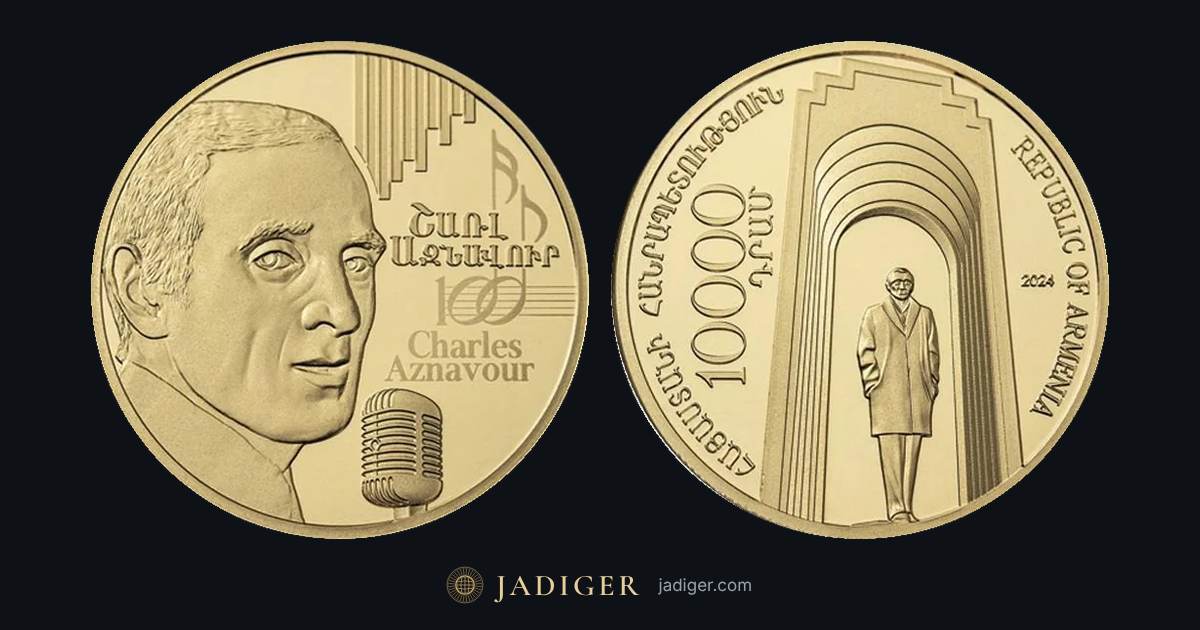 ՇԱՌԼ
ԱԶՆԱՎՈՒՐ
100
Charles
Aznavour
ՀԱՅԱՍՏԱՆԻ ՀԱՆՐԱՊԵՏՈՒԹՅՈՒՆ
10000
ԴՐԱՄ
REPUBLIC OF ARMENIA
2024
JADIGER
jadiger.com